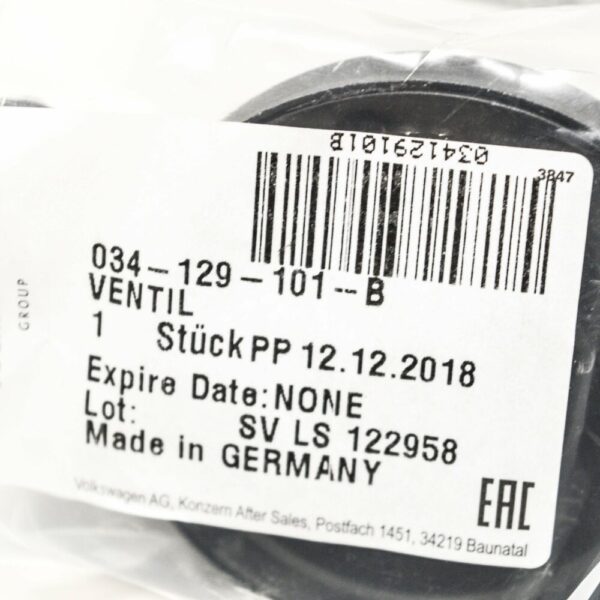 034129101B
3847
034-129-101--B
VENTIL
1 Stück PP 12.12.2018
Expire Date: NONE
Lot: SV LS 122958
Made in GERMANY
EAC
Volkswagen AG, Konzern After Sales, Postfach 1451, 34219 Baunatal
GROUP